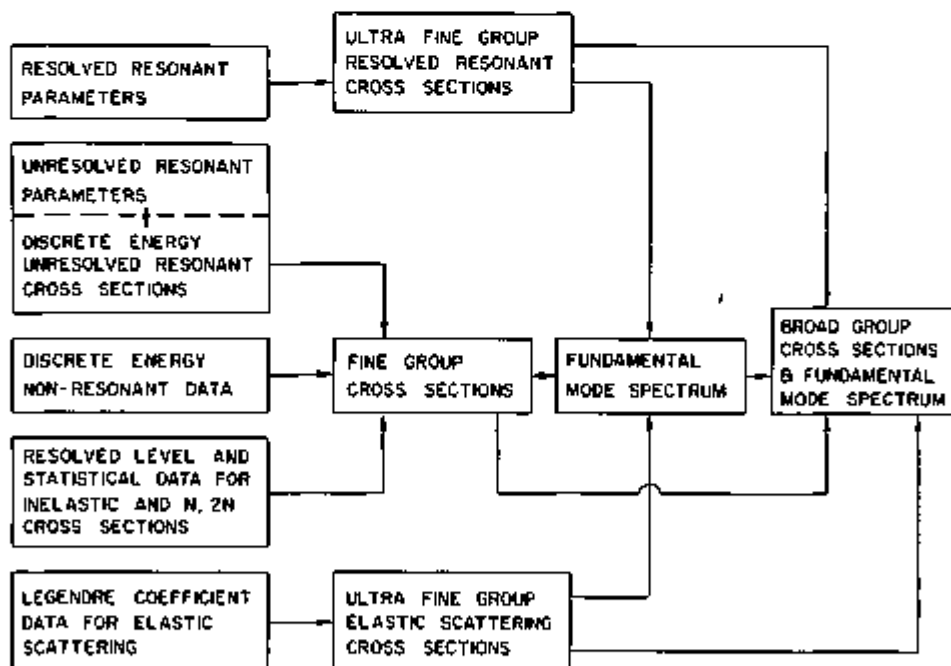 RESOLVED RESONANT
PARAMETERS
ULTRA FINE GROUP
RESOLVED RESONANT
CROSS SECTIONS
UNRESOLVED RESONANT
PARAMETERS
DISCRETE ENERGY
UNRESOLVED RESONANT
CROSS SECTIONS
DISCRETE ENERGY
NON-RESONANT DATA
FINE GROUP
CROSS SECTIONS
FUNDAMENTAL
MODE SPECTRUM
BROAD GROUP
CROSS SECTIONS
& FUNDAMENTAL
MODE SPECTRUM
RESOLVED LEVEL AND
STATISTICAL DATA FOR
INELASTIC AND N, 2N
CROSS SECTIONS
LEGENDRE COEFFICIENT
DATA FOR ELASTIC
SCATTERING
ULTRA FINE GROUP
ELASTIC SCATTERING
CROSS SECTIONS